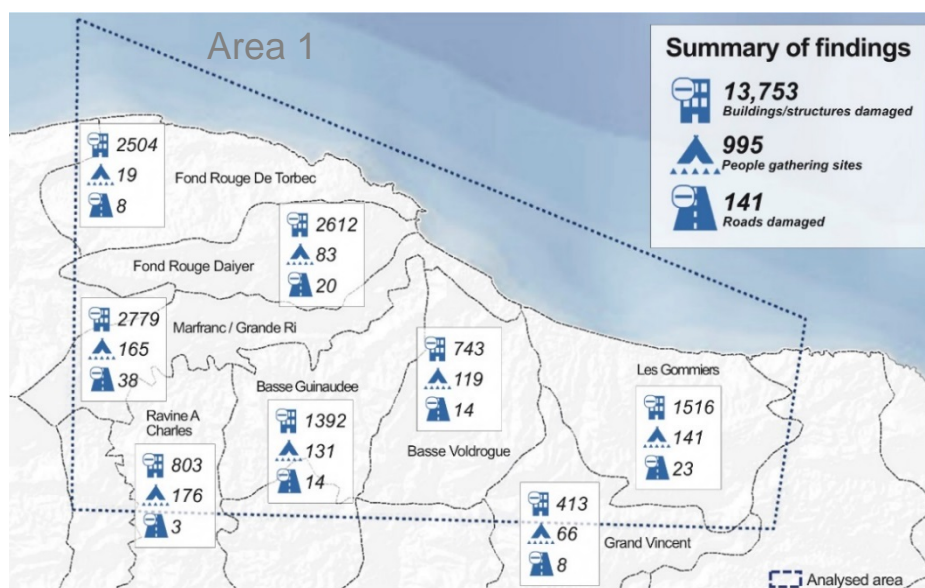 Area 1
Summary of findings
13,753
Buildings/structures damaged
995
People gathering sites
141
Roads damaged
2504
19
8
Fond Rouge De Torbec
2612
83
20
Fond Rouge Daiyer
2779
165
38
Marfranc / Grande Ri
743
119
14
Basse Voldrogue
Les Gommiers
1516
141
23
Basse Guinaudee
1392
131
14
Ravine A
Charles
803
176
3
413
66
8
Grand Vincent
Analysed area